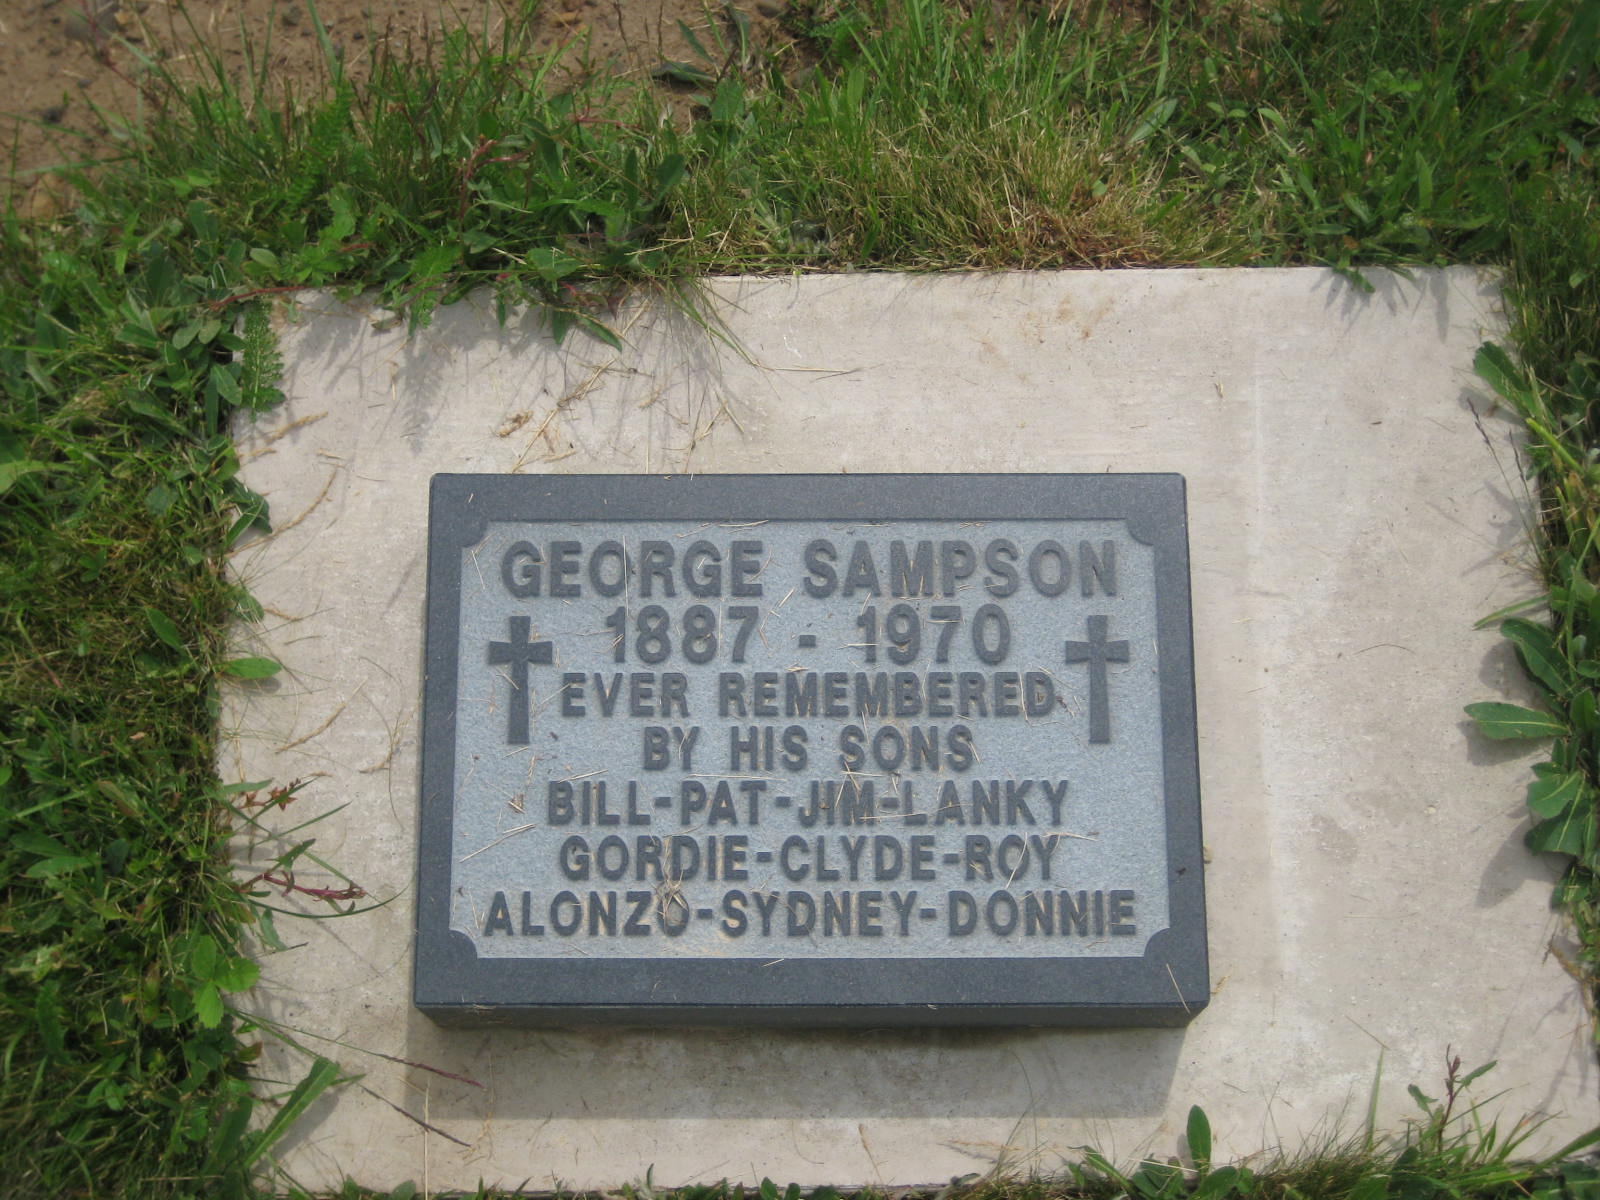 GEORGE SAMPSON
1887 - 1970
EVER REMEMBERED
BY HIS SONS
BILL-PAT-JIM-LANKY
GORDIE-CLYDE-ROY
ALONZO-SYDNEY-DONNIE